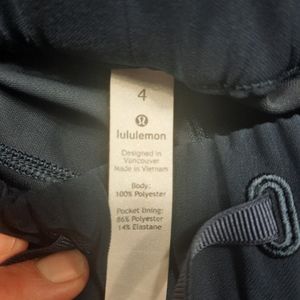 4
lululemon
Designed in
Vancouver
Made in Vietnam
Body:
100% Polyester
Pocket Lining:
86% Polyester
14% Elastane